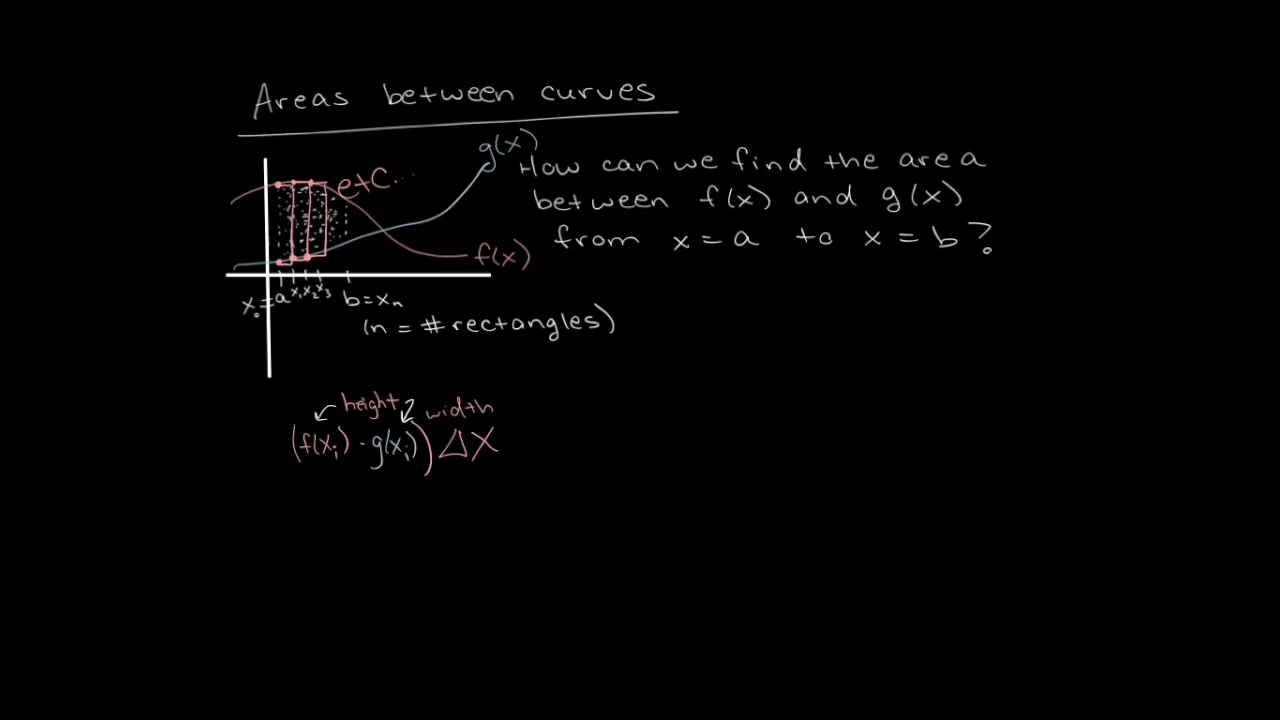 Areas between curves
g(x)
How can we find the area
between f(x) and g(x)
from x = a to x = b?
etc...
f(x)
x₀=a x₁ x₂ x₃ b=xₙ
(n = # rectangles)
height width
(f(xᵢ) - g(xᵢ)) Δx